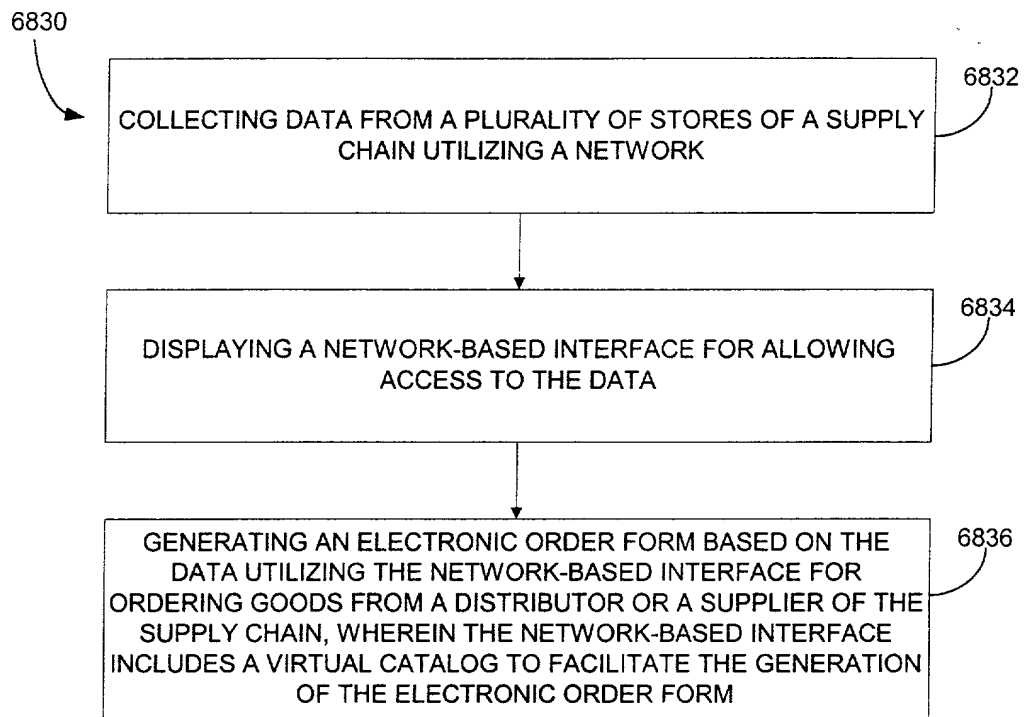 6830
6832
COLLECTING DATA FROM A PLURALITY OF STORES OF A SUPPLY
CHAIN UTILIZING A NETWORK
6834
DISPLAYING A NETWORK-BASED INTERFACE FOR ALLOWING
ACCESS TO THE DATA
6836
GENERATING AN ELECTRONIC ORDER FORM BASED ON THE
DATA UTILIZING THE NETWORK-BASED INTERFACE FOR
ORDERING GOODS FROM A DISTRIBUTOR OR A SUPPLIER OF THE
SUPPLY CHAIN, WHEREIN THE NETWORK-BASED INTERFACE
INCLUDES A VIRTUAL CATALOG TO FACILITATE THE GENERATION
OF THE ELECTRONIC ORDER FORM